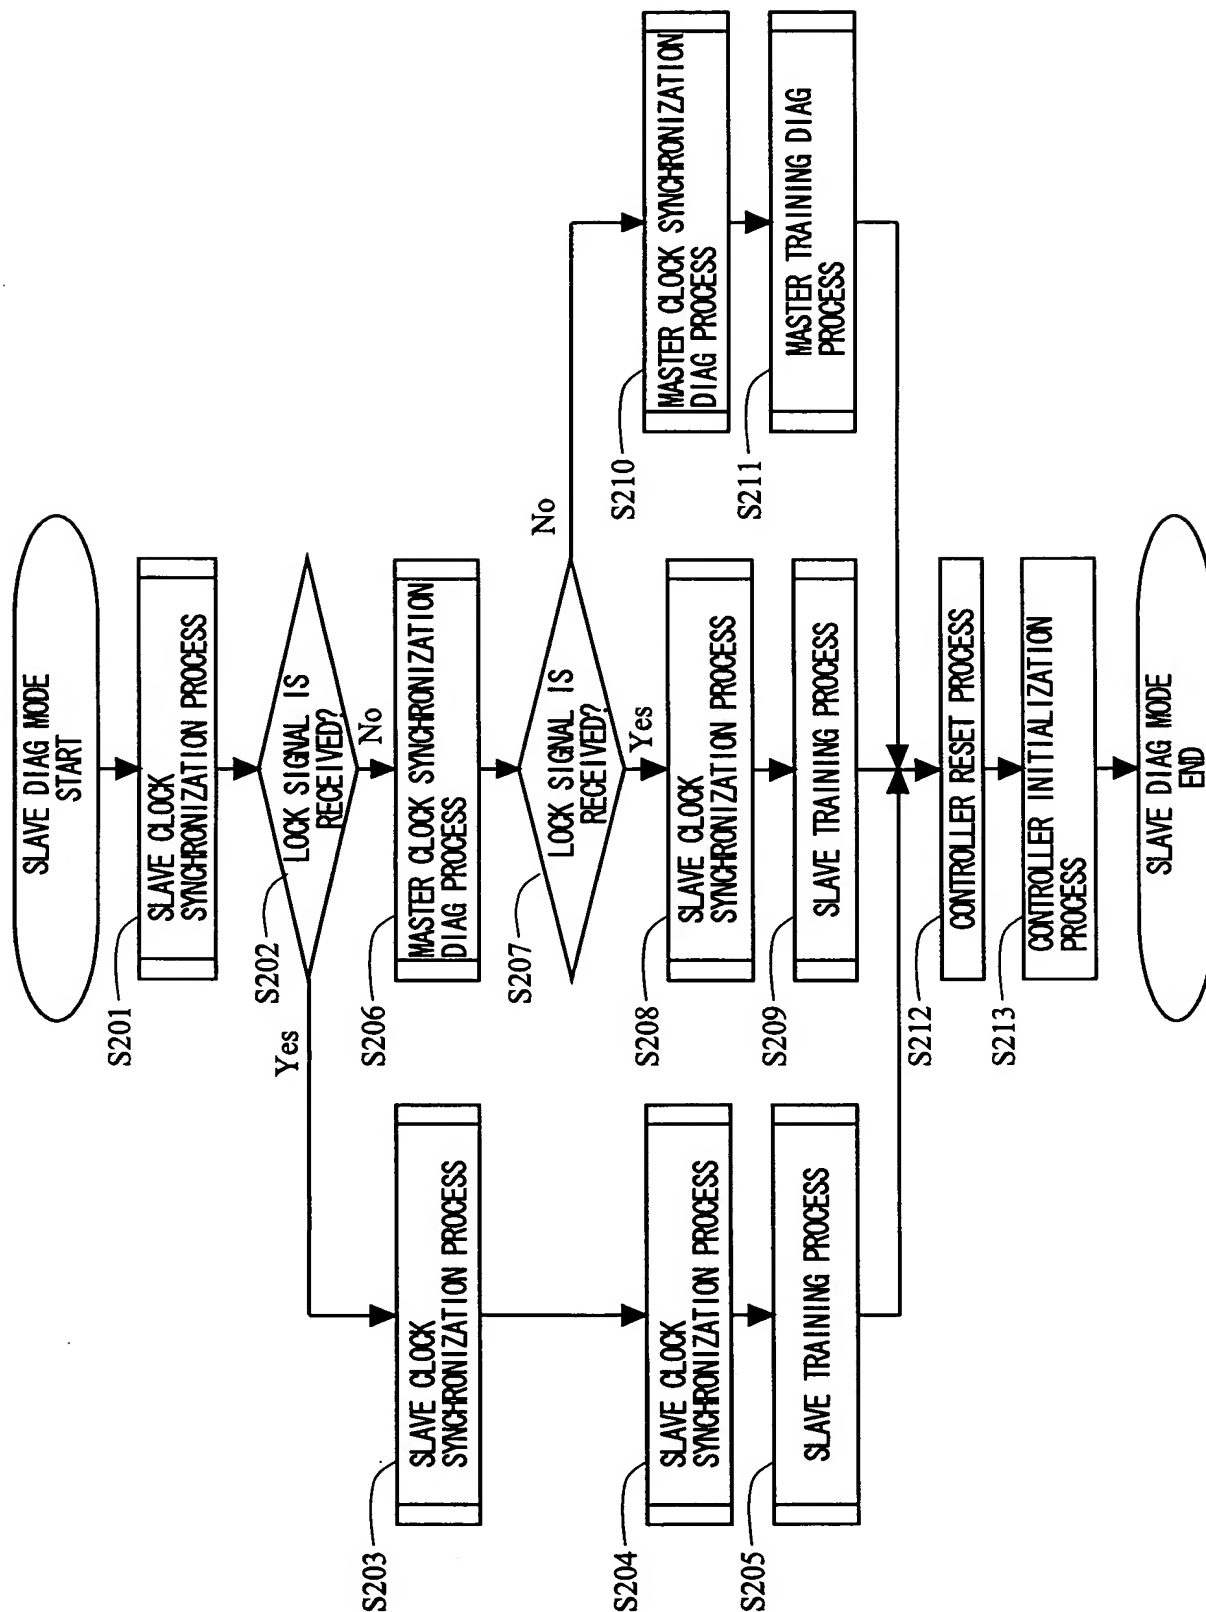 SLAVE DIAG MODE
START
S201
SLAVE CLOCK
SYNCHRONIZATION PROCESS
S202
LOCK SIGNAL IS
RECEIVED?
Yes
No
S203
SLAVE CLOCK
SYNCHRONIZATION PROCESS
S204
SLAVE CLOCK
SYNCHRONIZATION PROCESS
S205
SLAVE TRAINING PROCESS
S206
MASTER CLOCK SYNCHRONIZATION
DIAG PROCESS
S207
LOCK SIGNAL IS
RECEIVED?
Yes
No
S208
SLAVE CLOCK
SYNCHRONIZATION PROCESS
S209
SLAVE TRAINING PROCESS
S210
MASTER CLOCK SYNCHRONIZATION
DIAG PROCESS
S211
MASTER TRAINING DIAG
PROCESS
S212
CONTROLLER RESET PROCESS
S213
CONTROLLER INITIALIZATION
PROCESS
SLAVE DIAG MODE
END